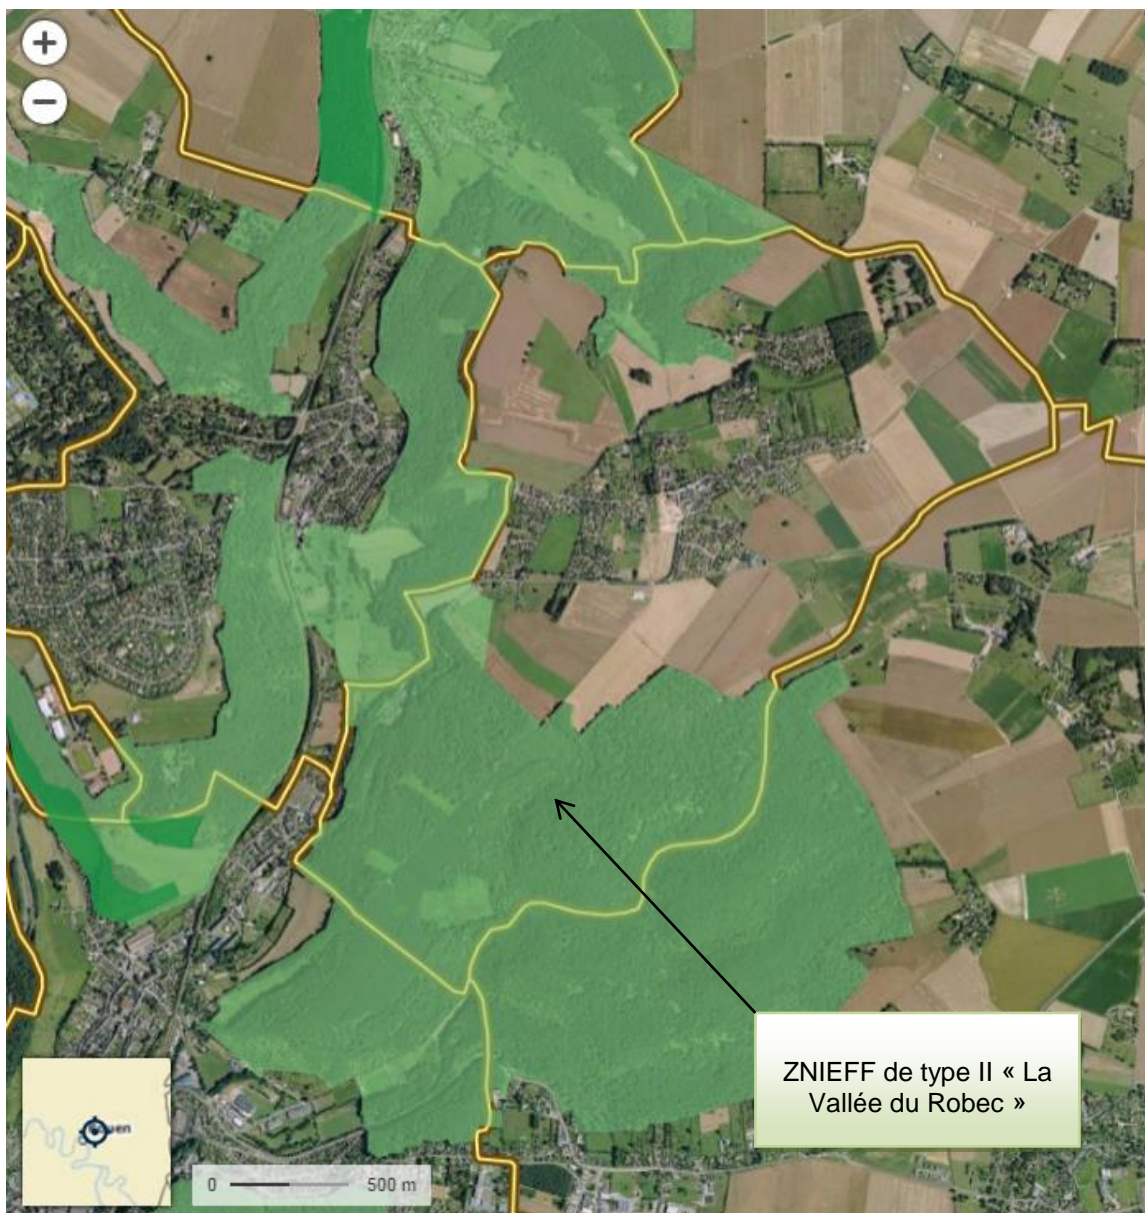 +
−
ZNIEFF de type II « La
Vallée du Robec »
0 500 m